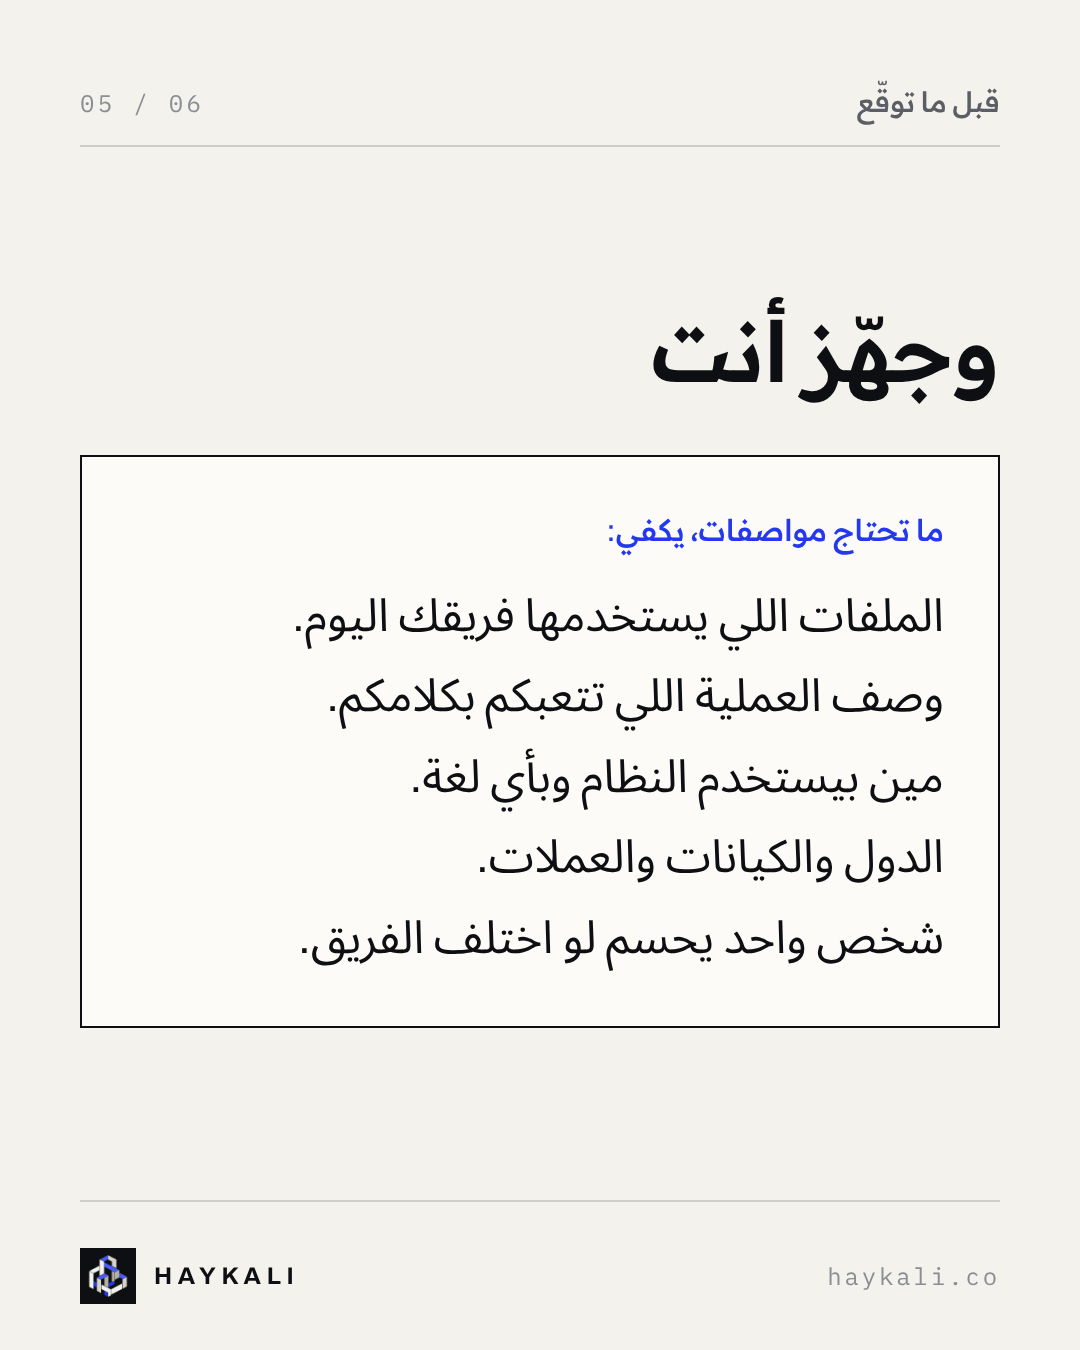 قبل ما توقّع
05 / 06
وجهّز أنت
ما تحتاج مواصفات، يكفي:
الملفات اللي يستخدمها فريقك اليوم.
وصف العملية اللي تتعبكم بكلامكم.
مين بيستخدم النظام وبأي لغة.
الدول والكيانات والعملات.
شخص واحد يحسم لو اختلف الفريق.
HAYKALI
haykali.co